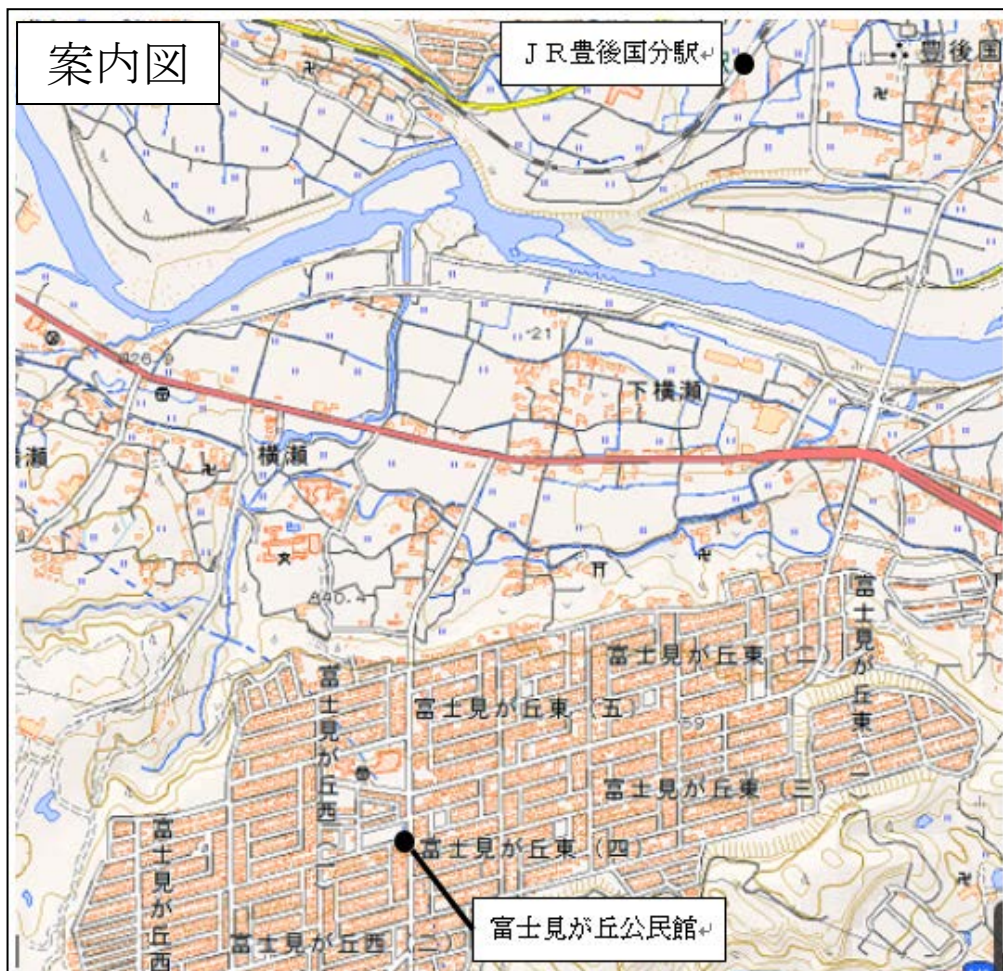 案内図
ＪＲ豊後国分駅
豊後国
21
26.9
下横瀬
横瀬
横瀬
40.4
富士見が丘東（二）
富士見が丘東（一）
富士見が丘東（五）
富士見が丘西（一）
59
富士見が丘東（三）
富士見が丘東（四）
富士見が丘西
富士見が丘公民館
富士見が丘西（二）